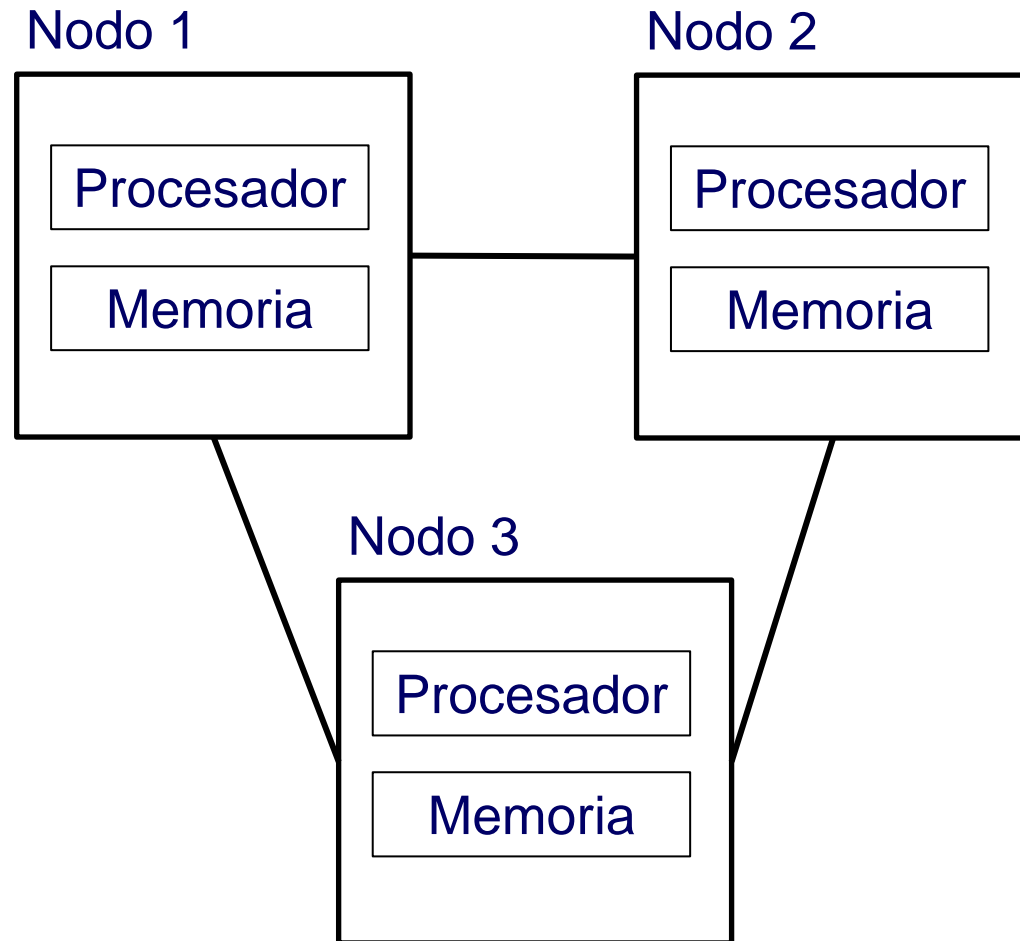 Nodo 1
Procesador
Memoria
Nodo 2
Procesador
Memoria
Nodo 3
Procesador
Memoria